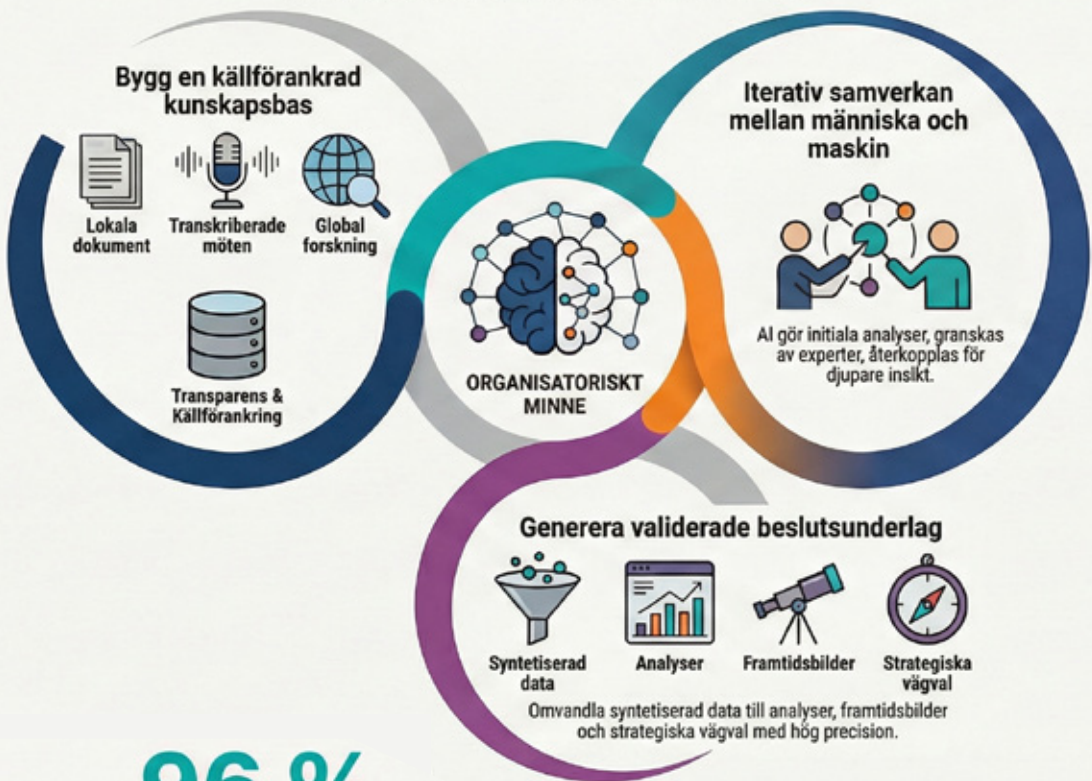 Bygg en källförankrad
kunskapsbas
Lokala
dokument
Transkriberade
möten
Global
forskning
Transparens &
Källförankring
ORGANISATORISKT
MINNE
Iterativ samverkan
mellan människa och
maskin
AI gör initiala analyser, granskas
av experter, återkopplas för
djupare inslkt.
Generera validerade beslutsunderlag
Syntetiserad
data
Analyser
Framtidsbilder
Strategiska
vägval
Omvandla syntetiserad data till analyser, framtidsbilder
och strategiska vägval med hög precision.
96 %